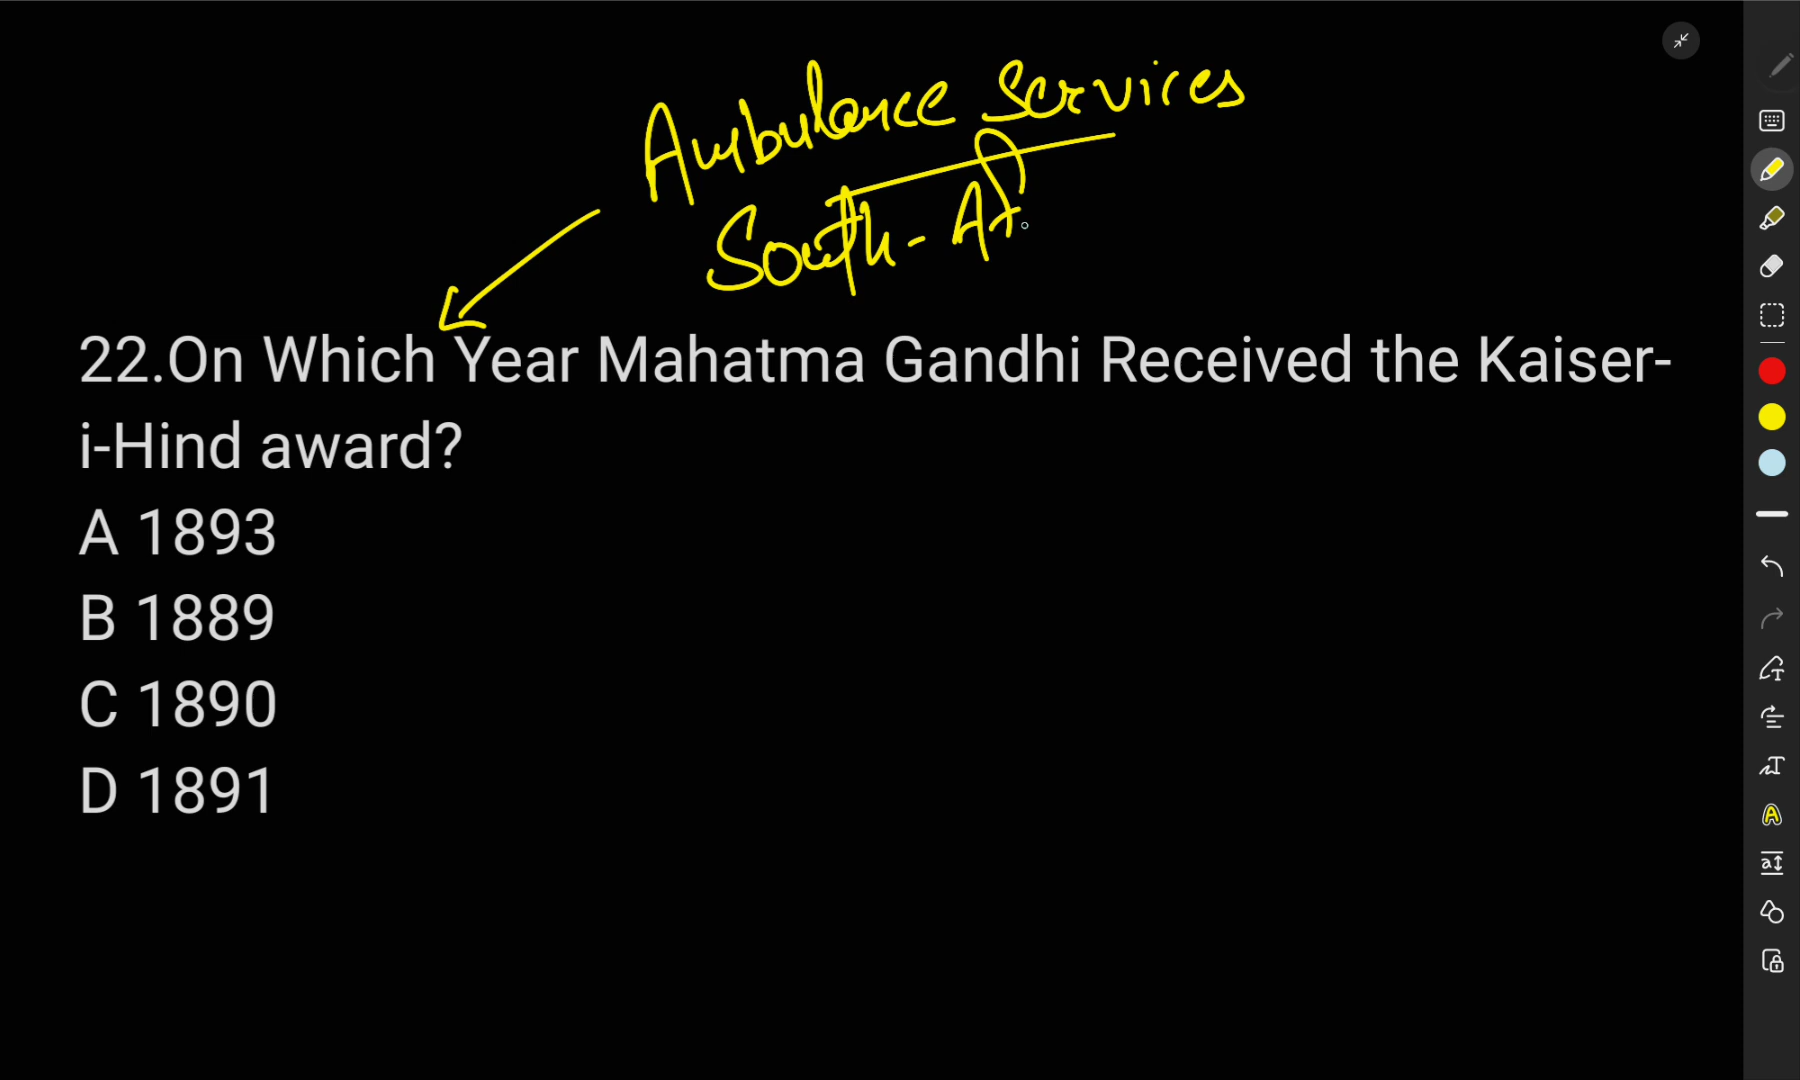 Ambulance Services
South-Af
22.On Which Year Mahatma Gandhi Received the Kaiser-
i-Hind award?
A 1893
B 1889
C 1890
D 1891